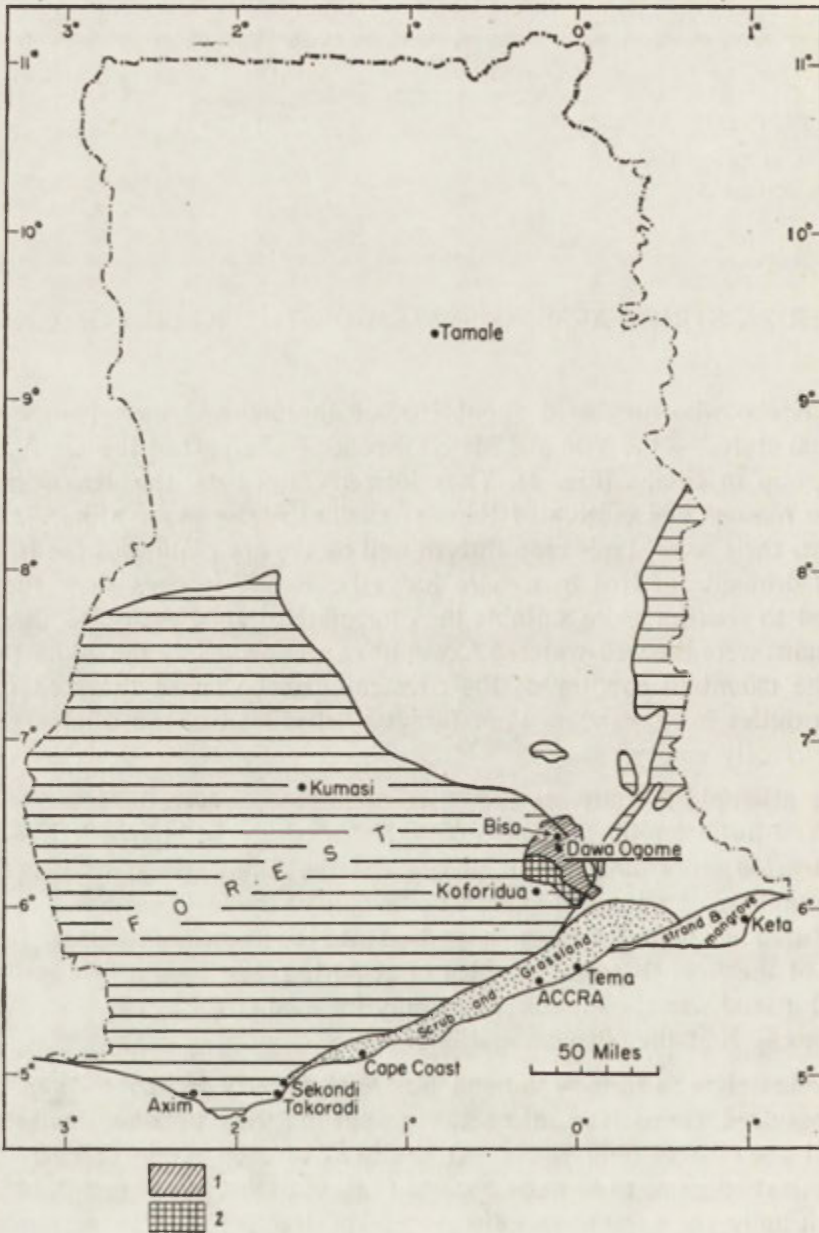 3° 2° 1° 0° 1°
11° 11°
10° 10°
Tamale
9° 9°
8° 8°
7° 7°
Kumasi
Bisa
Dawa Ogome
FOREST
Koforidua
6° 6°
strand & mangrove
Keta
Scrub and Grassland
Tema
ACCRA
Cape Coast
50 Miles
5° 5°
Sekondi
Axim
Takoradi
3° 2° 1° 0° 1°
1
2